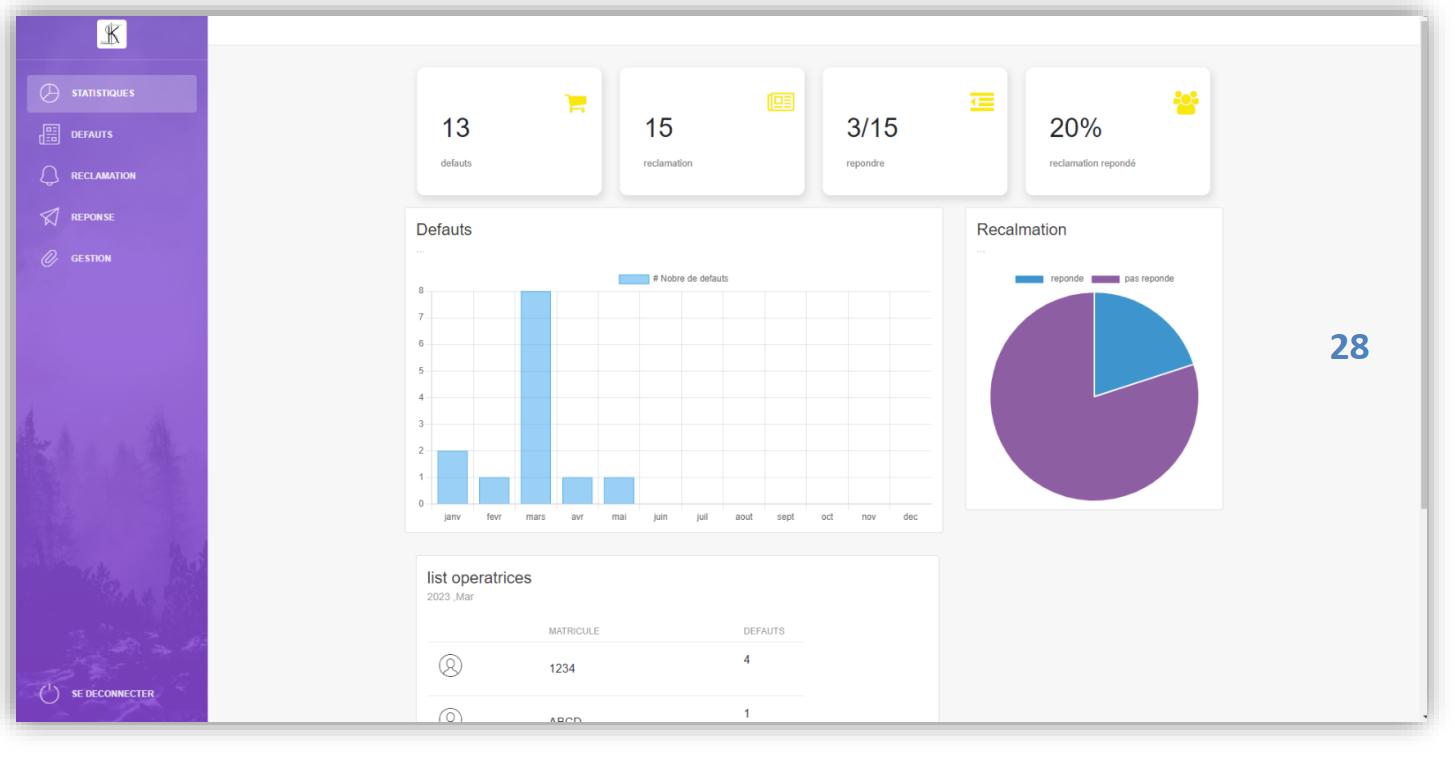 K
STATISTIQUES
DEFAUTS
RECLAMATION
REPONSE
GESTION
SE DECONNECTER
13
defauts
15
reclamation
3/15
repondre
20%
reclamation repondé
Defauts
...
# Nobre de defauts
8
7
6
5
4
3
2
1
0
janv fevr mars avr mai juin juil aout sept oct nov dec
Recalmation
...
reponde pas reponde
28
list operatrices
2023 ,Mar
MATRICULE DEFAUTS
1234 4
ABCD 1